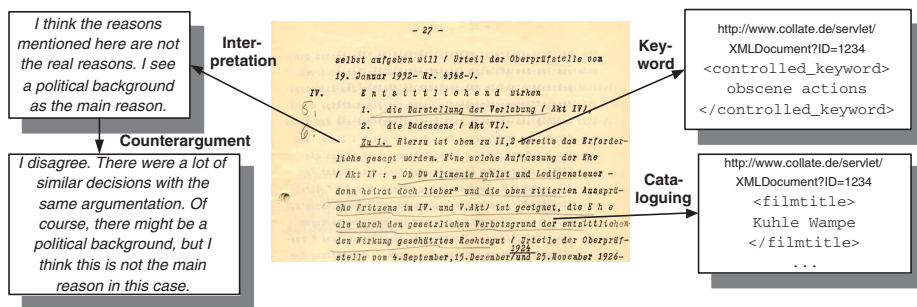 I think the reasons
mentioned here are not
the real reasons. I see
a political background
as the main reason.
Inter-
pretation
Counterargument
I disagree. There were a lot of
similar decisions with the
same argumentation. Of
course, there might be a
political background, but I
think this is not the main
reason in this case.
- 27 -
selbst aufgeben will ( Urteil der Oberprüfstelle vom
19. Januar 1932- Nr. 4348-).
IV. Entsittlichend wirken
5. 1. die Darstellung der Verlobung ( Akt IV),
6. 2. die Badeszene ( Akt VI).
Zu 1. Hierzu ist oben zu II,2 bereits das Erforder-
liche gesagt worden. Eine solche Auffassung der Ehe
( Akt IV : „ Ob Du Alimente zahlst und Ledigensteuer -
dann heirat doch lieber" und die oben zitierten Aussprü-
che Fritzens im IV. und V.Akt) ist geeignet, die Ehe
als durch den gesetzlichen Verbotsgrund der entsittlichen
den Wirkung geschütztes Rechtsgut ( Urteile der Oberprüf-
1924
stelle vom 4.September, 15.Dezember/und 25.November 1926-
Key-
word
http://www.collate.de/servlet/
XMLDocument?ID=1234
<controlled_keyword>
obscene actions
</controlled_keyword>
Cata-
loguing
http://www.collate.de/servlet/
XMLDocument?ID=1234
<filmtitle>
Kuhle Wampe
</filmtitle>
...